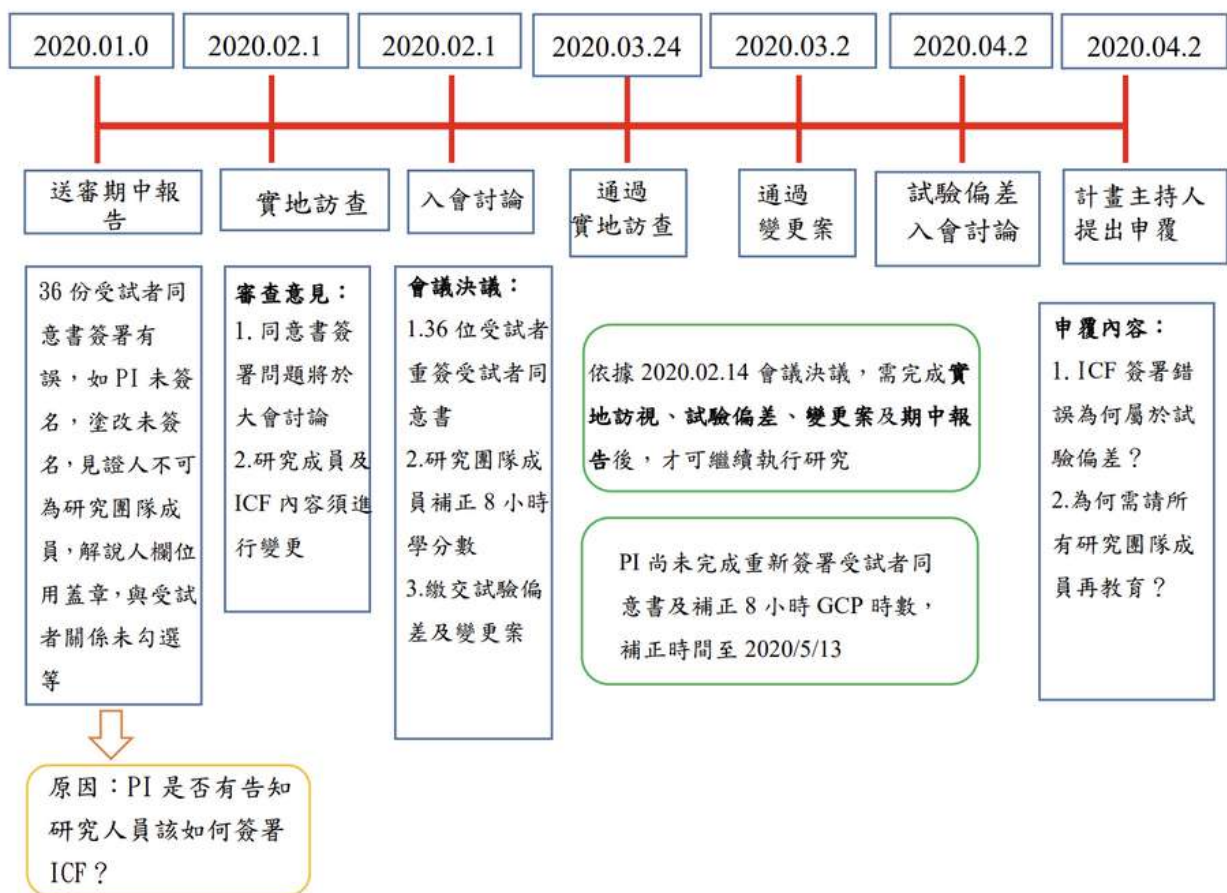 2020.01.0
2020.02.1
2020.02.1
2020.03.24
2020.03.2
2020.04.2
2020.04.2
送審期中報
告
實地訪查
入會討論
通過
實地訪查
通過
變更案
試驗偏差
入會討論
計畫主持人
提出申覆
36 份受試者同
意書簽署有
誤，如 PI 未簽
名，塗改未簽
名，見證人不可
為研究團隊成
員，解說人欄位
用蓋章，與受試
者關係未勾選
等
審查意見：
1. 同意書簽
署問題將於
大會討論
2.研究成員及
ICF 內容須進
行變更
會議決議：
1.36 位受試者
重簽受試者同
意書
2.研究團隊成
員補正 8 小時
學分數
3.繳交試驗偏
差及變更案
依據 2020.02.14 會議決議，需完成實
地訪視、試驗偏差、變更案及期中報
告後，才可繼續執行研究
PI 尚未完成重新簽署受試者同
意書及補正 8 小時 GCP 時數，
補正時間至 2020/5/13
申覆內容：
1. ICF 簽署錯
誤為何屬於試
驗偏差？
2.為何需請所
有研究團隊成
員再教育？
原因：PI 是否有告知
研究人員該如何簽署
ICF？